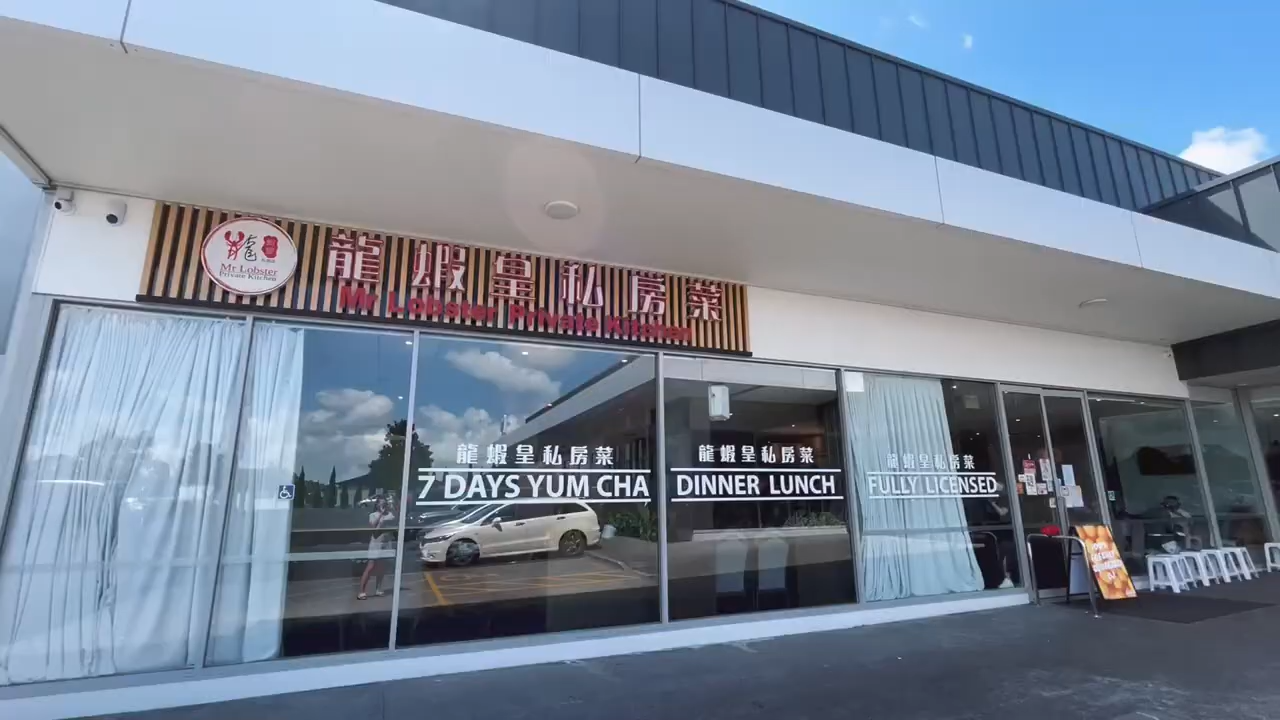 龍蝦皇私房菜
Mr Lobster Private Kitchen
Mr Lobster
Private Kitchen
龍蝦皇私房菜
7 DAYS YUM CHA
龍蝦皇私房菜
DINNER LUNCH
龍蝦皇私房菜
FULLY LICENSED